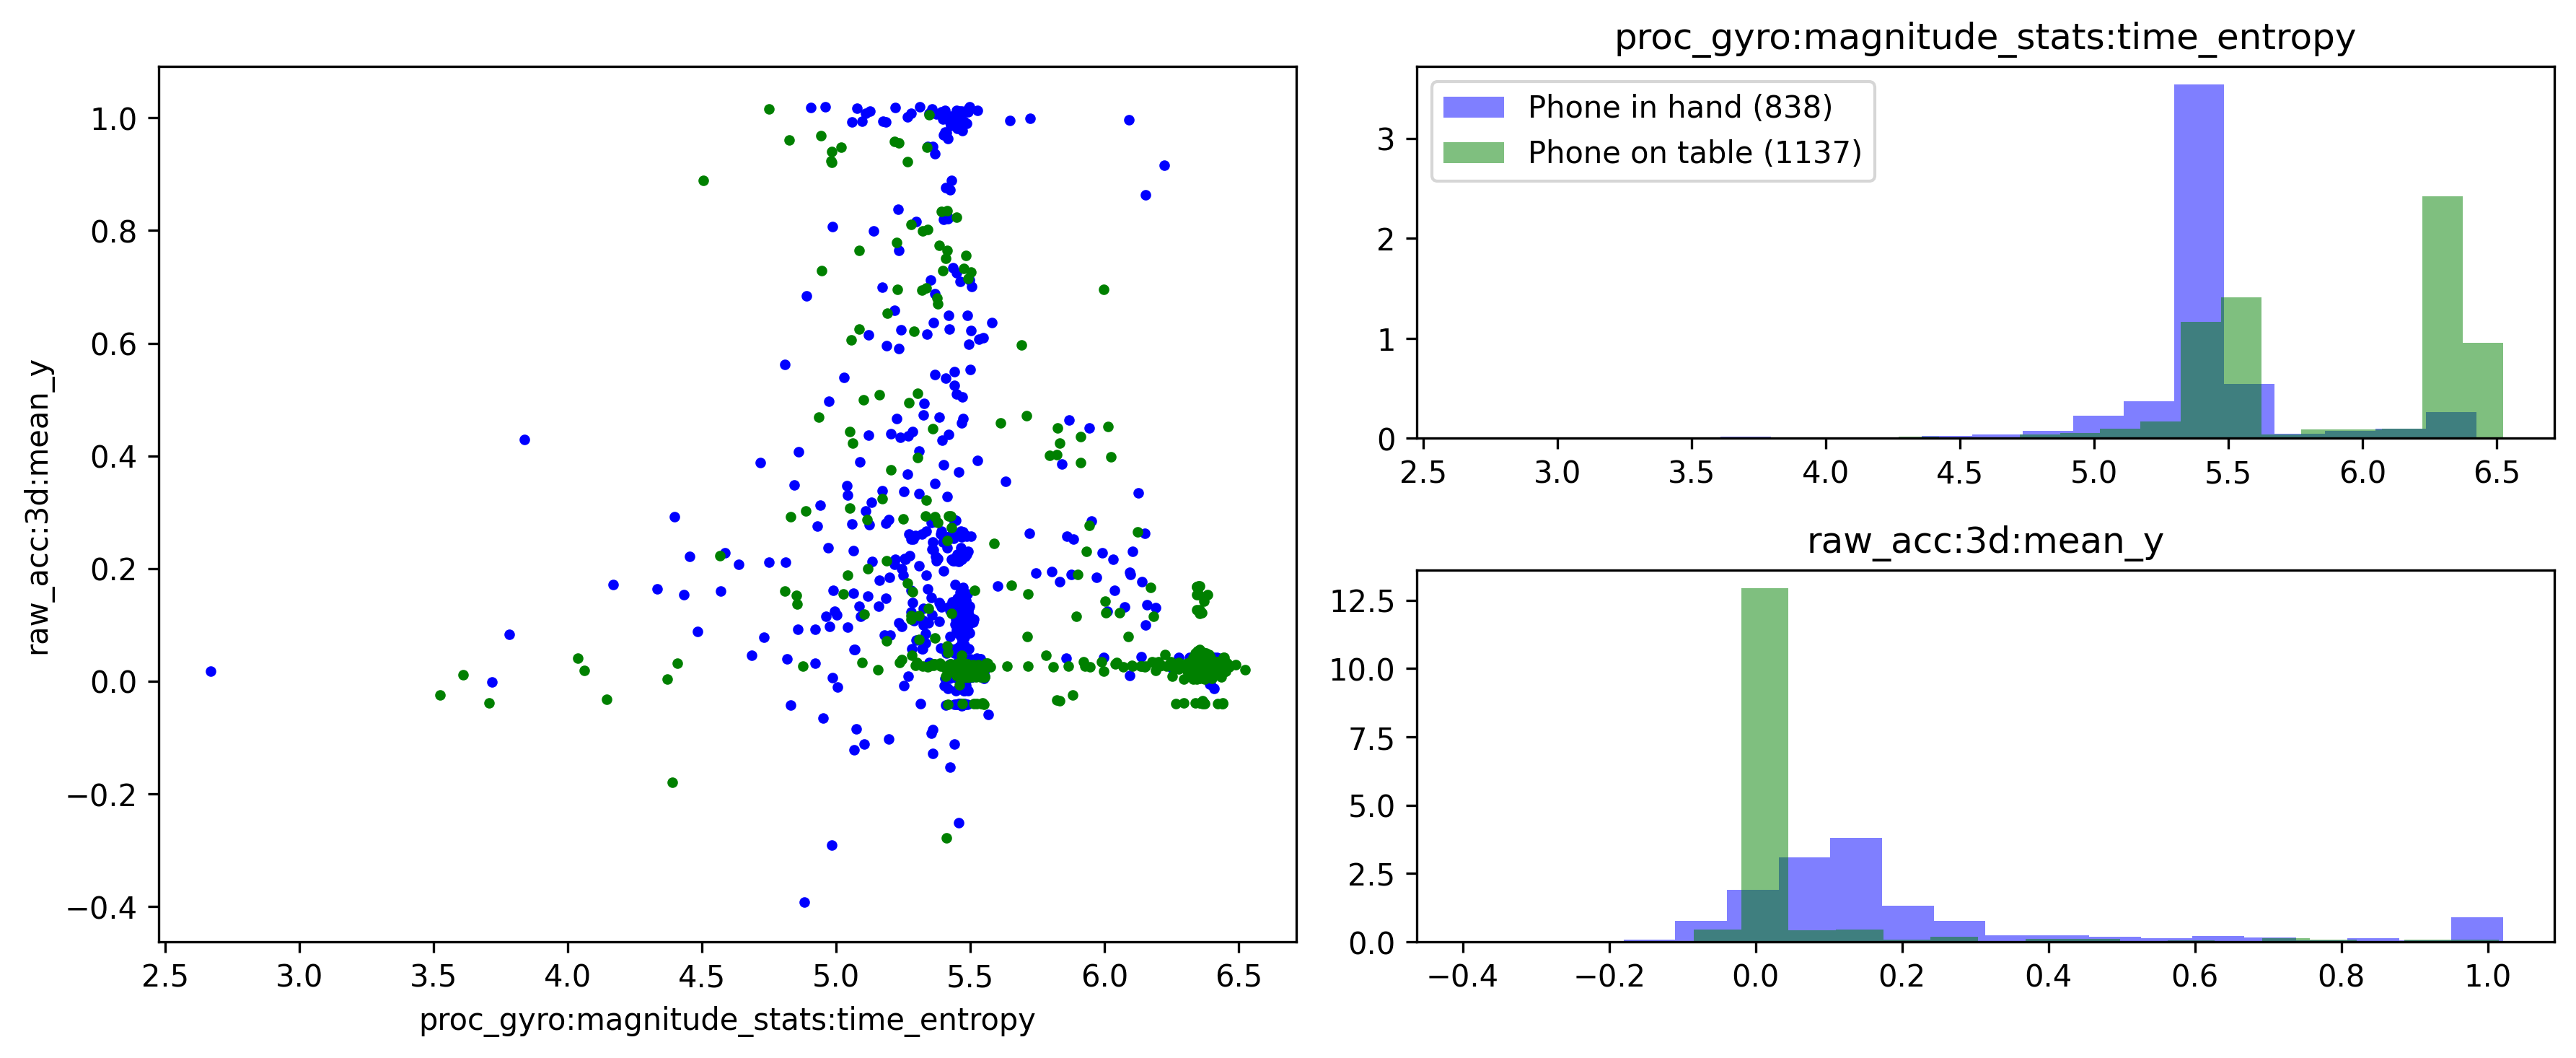 1.0
0.8
0.6
0.4
0.2
0.0
−0.2
−0.4
raw_acc:3d:mean_y
2.5 3.0 3.5 4.0 4.5 5.0 5.5 6.0 6.5
proc_gyro:magnitude_stats:time_entropy
proc_gyro:magnitude_stats:time_entropy
Phone in hand (838)
Phone on table (1137)
3
2
1
0
2.5 3.0 3.5 4.0 4.5 5.0 5.5 6.0 6.5
raw_acc:3d:mean_y
12.5
10.0
7.5
5.0
2.5
0.0
−0.4 −0.2 0.0 0.2 0.4 0.6 0.8 1.0